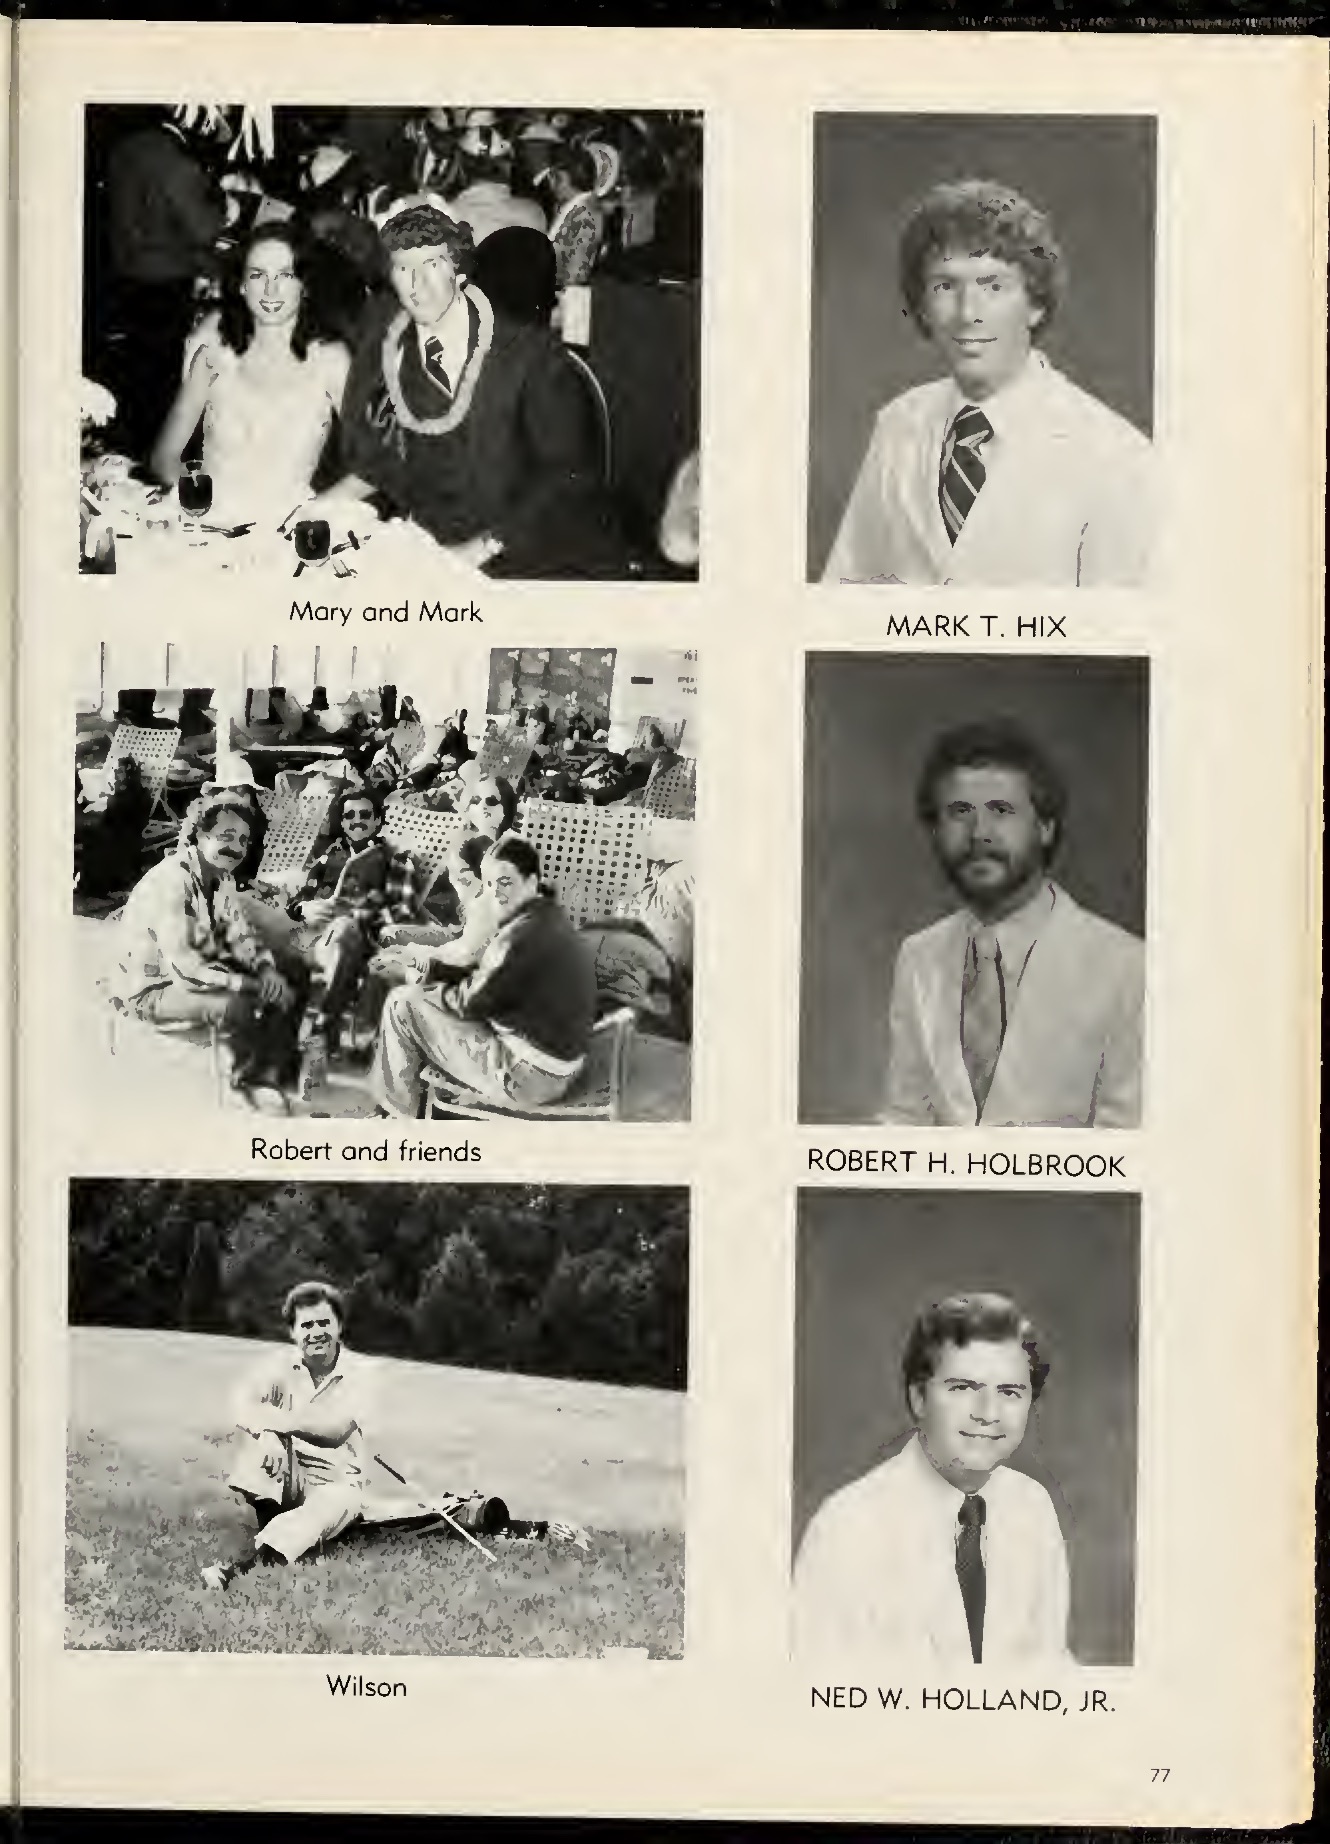 Mary and Mark
MARK T. HIX
Robert and friends
ROBERT H. HOLBROOK
Wilson
NED W. HOLLAND, JR.
77